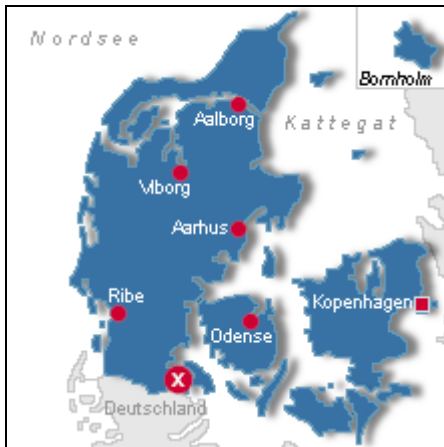 Nordsee
Bornholm
Aalborg
Kattegat
Viborg
Aarhus
Ribe
Kopenhagen
Odense
X
Deutschland